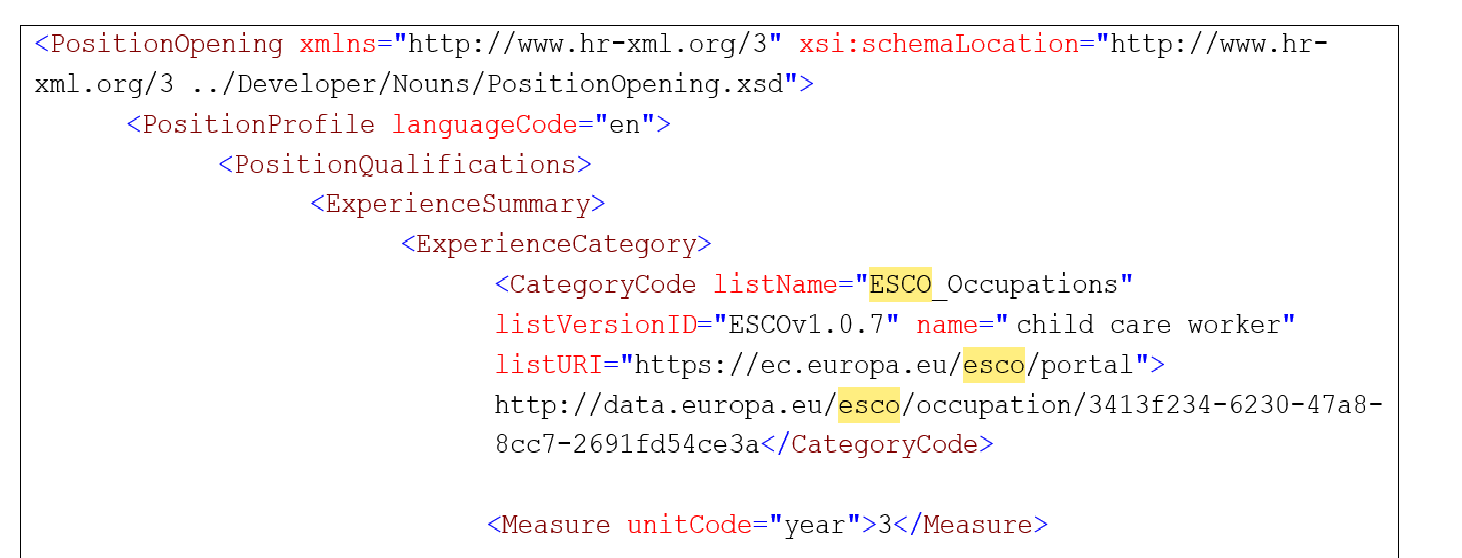 <PositionOpening xmlns="http://www.hr-xml.org/3" xsi:schemaLocation="http://www.hr-
xml.org/3 ../Developer/Nouns/PositionOpening.xsd">
<PositionProfile languageCode="en">
<PositionQualifications>
<ExperienceSummary>
<ExperienceCategory>
<CategoryCode listName="ESCO_Occupations"
listVersionID="ESCOv1.0.7" name=" child care worker"
listURI="https://ec.europa.eu/esco/portal">
http://data.europa.eu/esco/occupation/3413f234-6230-47a8-
8cc7-2691fd54ce3a</CategoryCode>
<Measure unitCode="year">3</Measure>